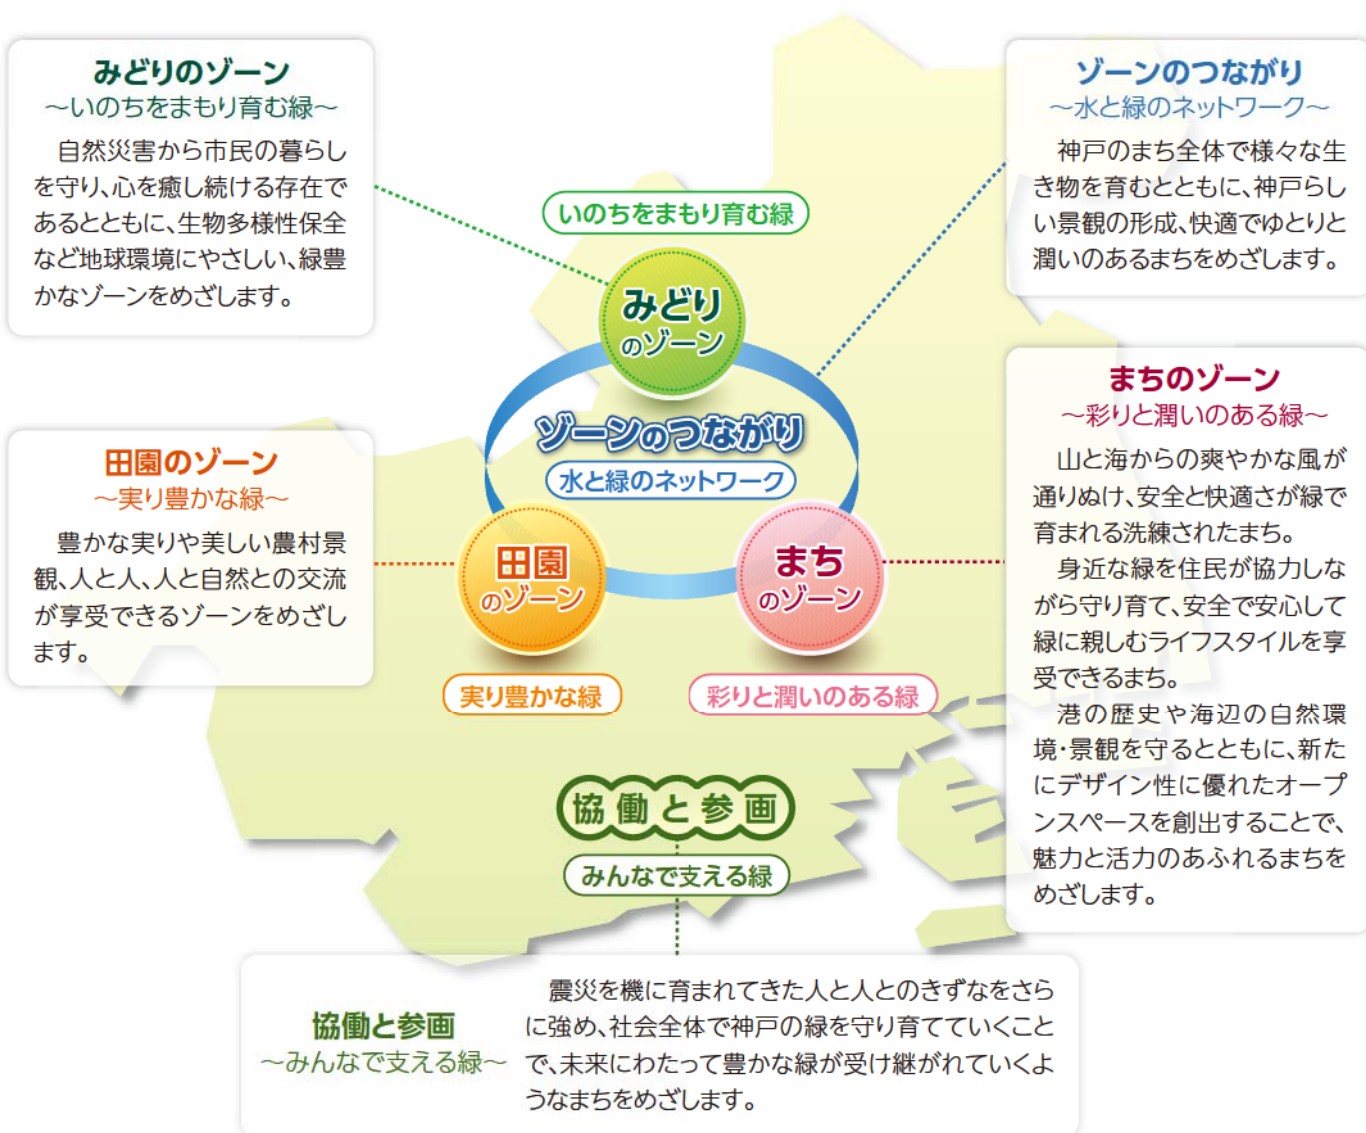 みどりのゾーン
～いのちをまもり育む緑～
自然災害から市民の暮らし
を守り、心を癒し続ける存在で
あるとともに、生物多様性保全
など地球環境にやさしい、緑豊
かなゾーンをめざします。
ゾーンのつながり
～水と緑のネットワーク～
神戸のまち全体で様々な生
き物を育むとともに、神戸らし
い景観の形成、快適でゆとりと
潤いのあるまちをめざします。
いのちをまもり育む緑
みどり
のゾーン
ゾーンのつながり
水と緑のネットワーク
田園のゾーン
～実り豊かな緑～
豊かな実りや美しい農村景
観、人と人、人と自然との交流
が享受できるゾーンをめざし
ます。
田園
のゾーン
実り豊かな緑
まち
のゾーン
彩りと潤いのある緑
まちのゾーン
～彩りと潤いのある緑～
山と海からの爽やかな風が
通りぬけ、安全と快適さが緑で
育まれる洗練されたまち。
身近な緑を住民が協力しな
がら守り育て、安全で安心して
緑に親しむライフスタイルを享
受できるまち。
港の歴史や海辺の自然環
境・景観を守るとともに、新た
にデザイン性に優れたオープ
ンスペースを創出することで、
魅力と活力のあふれるまちを
めざします。
協働と参画
みんなで支える緑
協働と参画
～みんなで支える緑～
震災を機に育まれてきた人と人とのきずなをさら
に強め、社会全体で神戸の緑を守り育てていくこと
で、未来にわたって豊かな緑が受け継がれていくよ
うなまちをめざします。